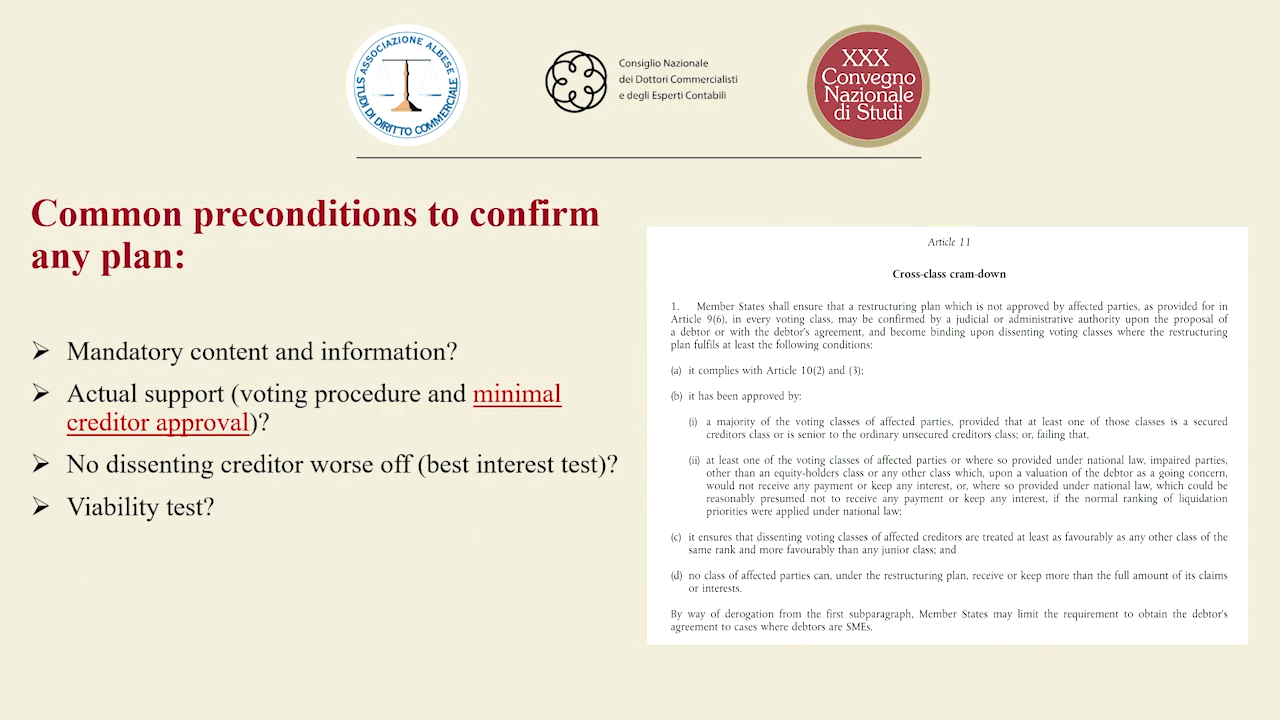 ASSOCIAZIONE ALBESE
STUDI DI DIRITTO COMMERCIALE
Consiglio Nazionale
dei Dottori Commercialisti
e degli Esperti Contabili
XXX
Convegno
Nazionale
di Studi
Common preconditions to confirm
any plan:
Mandatory content and information?
Actual support (voting procedure and minimal
creditor approval)?
No dissenting creditor worse off (best interest test)?
Viability test?
Article 11
Cross-class cram-down
1. Member States shall ensure that a restructuring plan which is not approved by affected parties, as provided for in
Article 9(6), in every voting class, may be confirmed by a judicial or administrative authority upon the proposal of
a debtor or with the debtor's agreement, and become binding upon dissenting voting classes where the restructuring
plan fulfils at least the following conditions:
(a) it complies with Article 10(2) and (3);
(b) it has been approved by:
(i) a majority of the voting classes of affected parties, provided that at least one of those classes is a secured
creditors class or is senior to the ordinary unsecured creditors class; or, failing that,
(ii) at least one of the voting classes of affected parties or where so provided under national law, impaired parties,
other than an equity-holders class or any other class which, upon a valuation of the debtor as a going concern,
would not receive any payment or keep any interest, or, where so provided under national law, which could be
reasonably presumed not to receive any payment or keep any interest, if the normal ranking of liquidation
priorities were applied under national law;
(c) it ensures that dissenting voting classes of affected creditors are treated at least as favourably as any other class of the
same rank and more favourably than any junior class; and
(d) no class of affected parties can, under the restructuring plan, receive or keep more than the full amount of its claims
or interests.
By way of derogation from the first subparagraph, Member States may limit the requirement to obtain the debtor's
agreement to cases where debtors are SMEs.